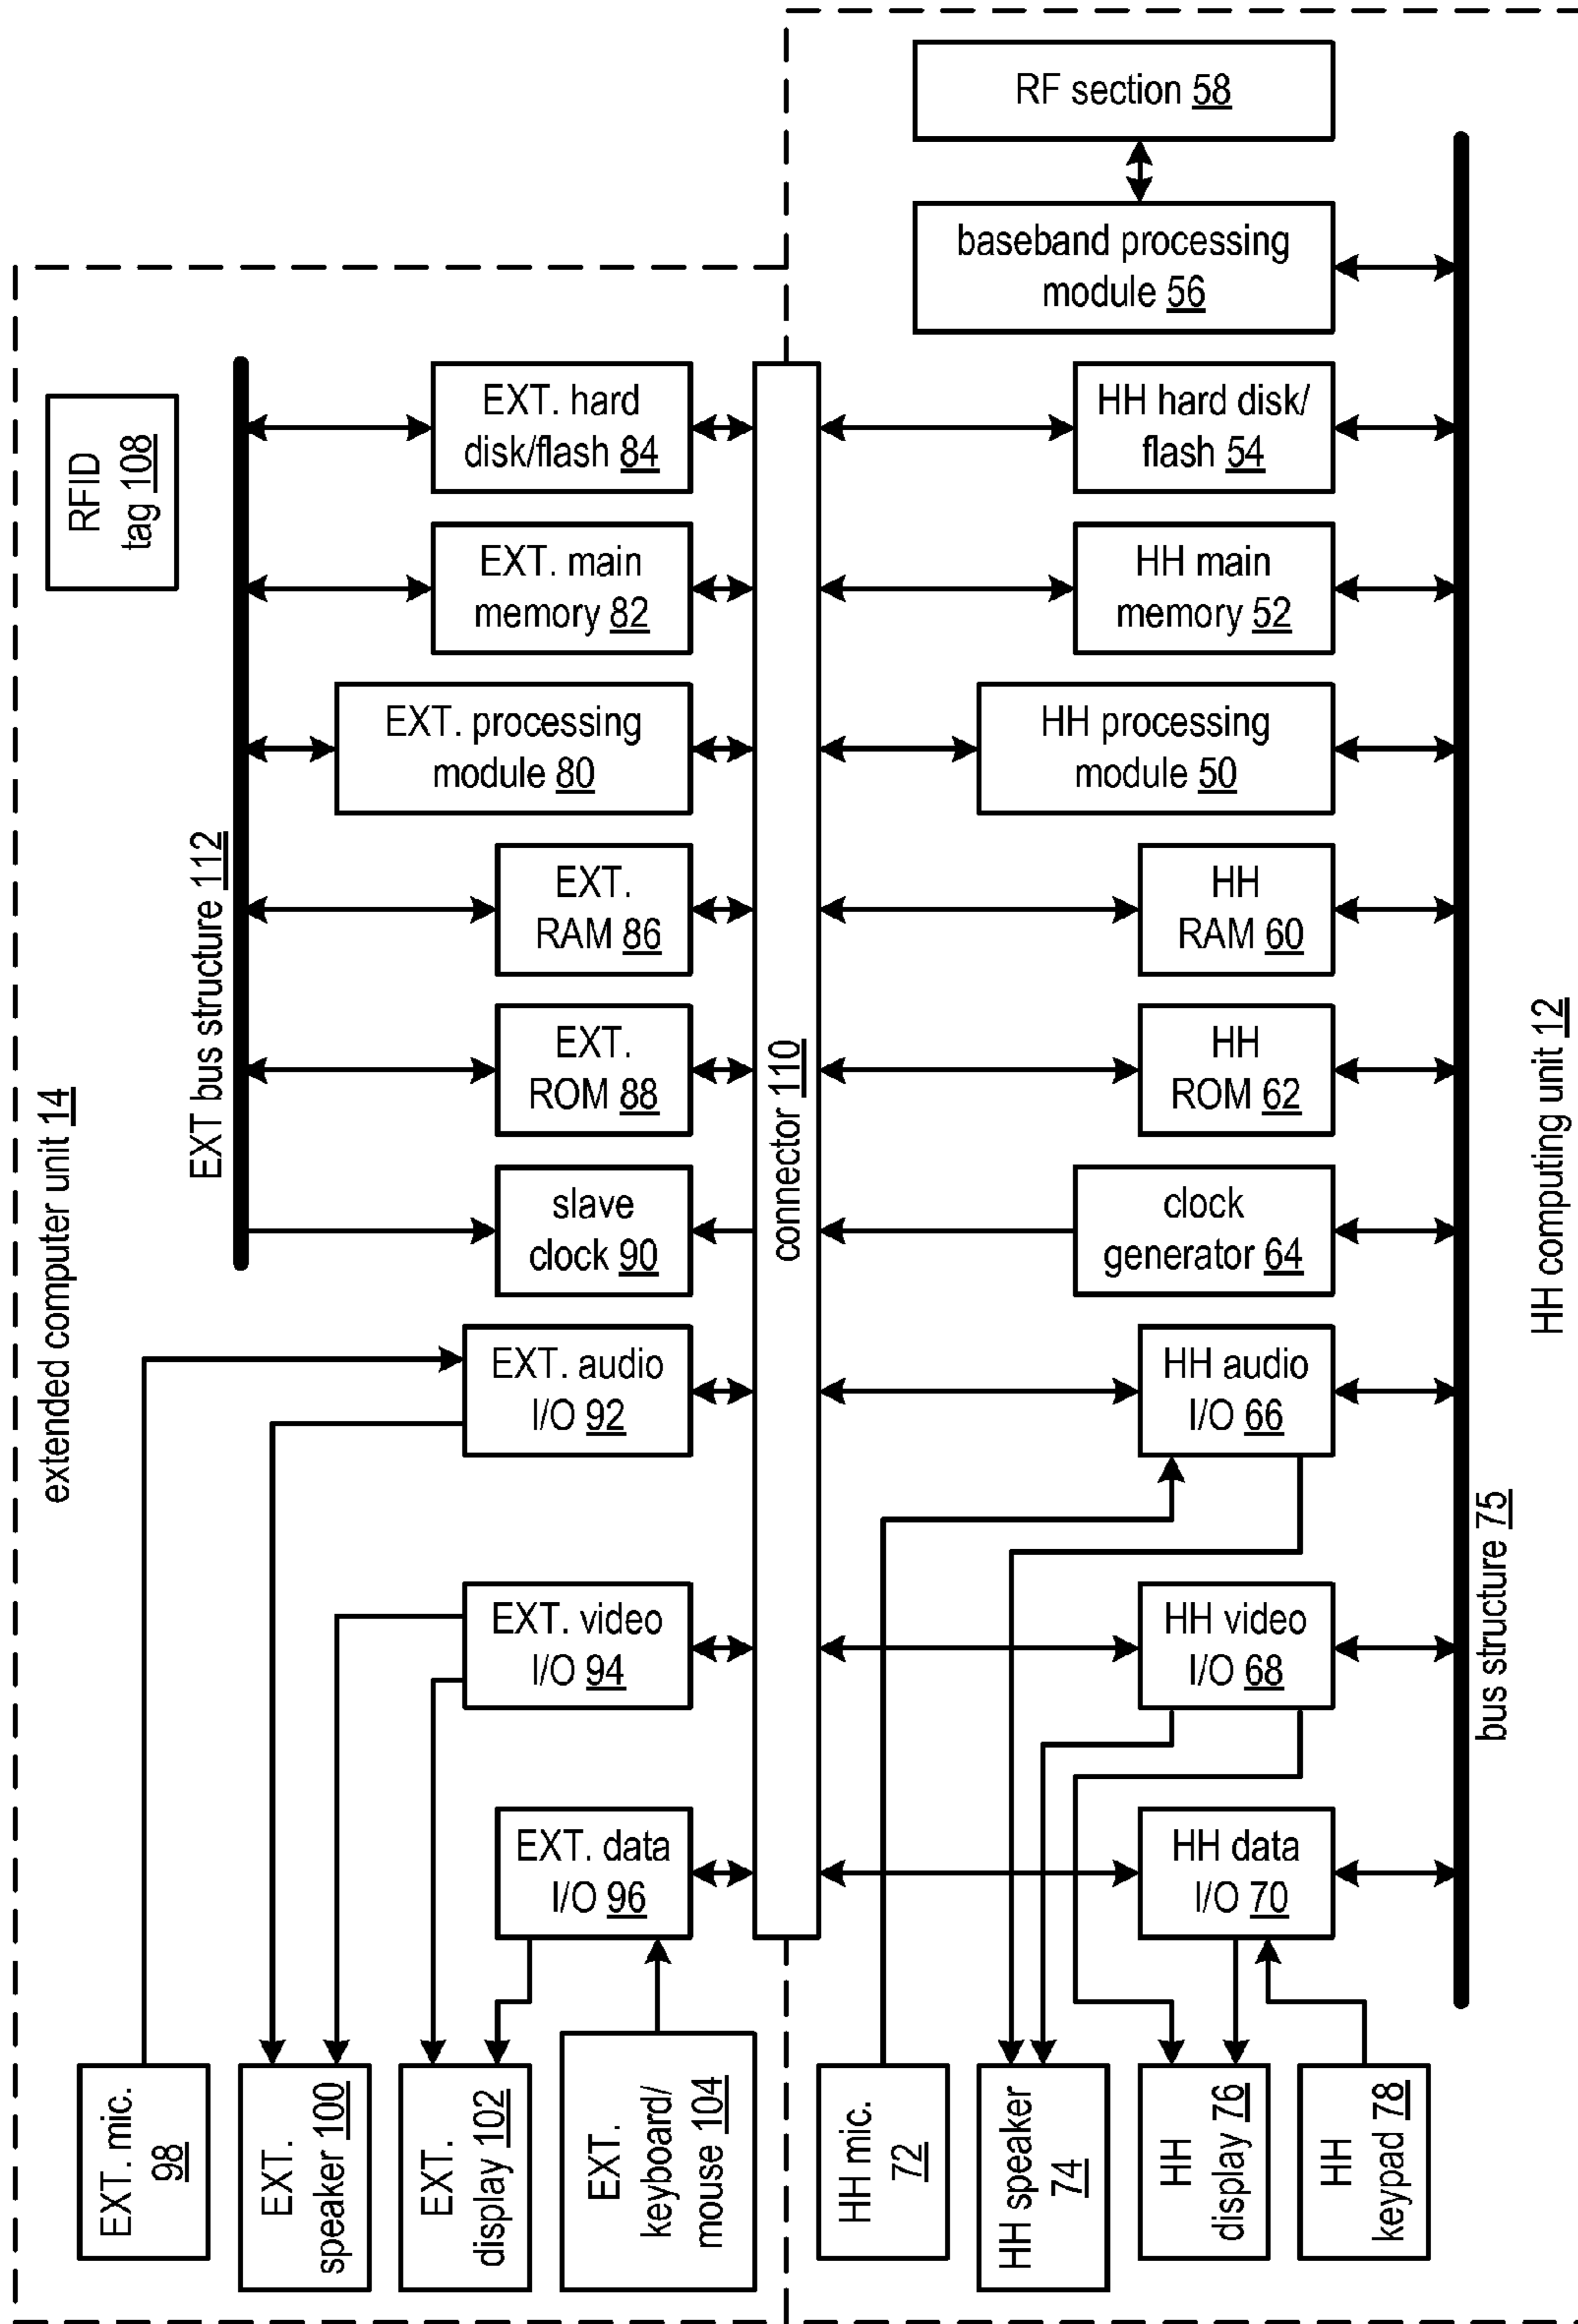 RF section 58
baseband processing
module 56
RFID
tag 108
EXT. hard
disk/flash 84
HH hard disk/
flash 54
EXT. main
memory 82
HH main
memory 52
EXT. processing
module 80
HH processing
module 50
EXT bus structure 112
EXT.
RAM 86
HH
RAM 60
EXT.
ROM 88
HH
ROM 62
connector 110
extended computer unit 14
HH computing unit 12
slave
clock 90
clock
generator 64
EXT. audio
I/O 92
HH audio
I/O 66
bus structure 75
EXT. video
I/O 94
HH video
I/O 68
EXT. data
I/O 96
HH data
I/O 70
EXT. mic.
98
EXT.
speaker 100
EXT.
display 102
EXT.
keyboard/
mouse 104
HH mic.
72
HH speaker
74
HH
display 76
HH
keypad 78